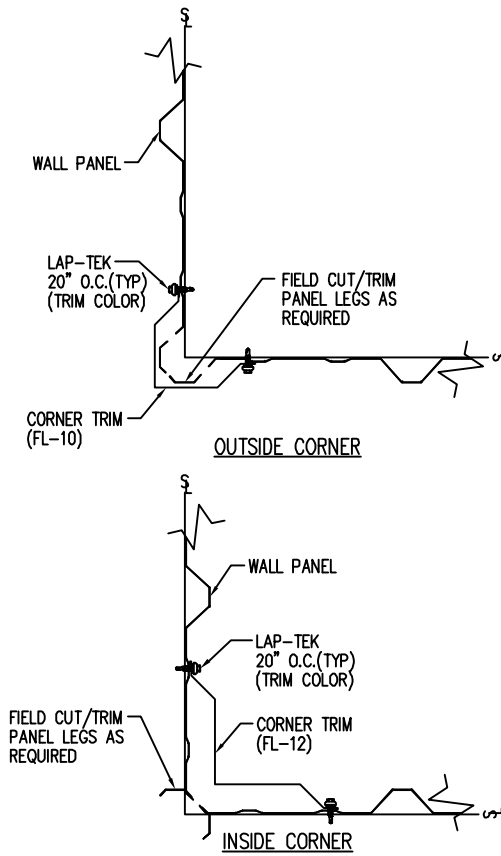 SL
WALL PANEL
LAP-TEK
20" O.C.(TYP)
(TRIM COLOR)
FIELD CUT/TRIM
PANEL LEGS AS
REQUIRED
CORNER TRIM
(FL-10)
OUTSIDE CORNER
SL
WALL PANEL
LAP-TEK
20" O.C.(TYP)
(TRIM COLOR)
FIELD CUT/TRIM
PANEL LEGS AS
REQUIRED
CORNER TRIM
(FL-12)
INSIDE CORNER